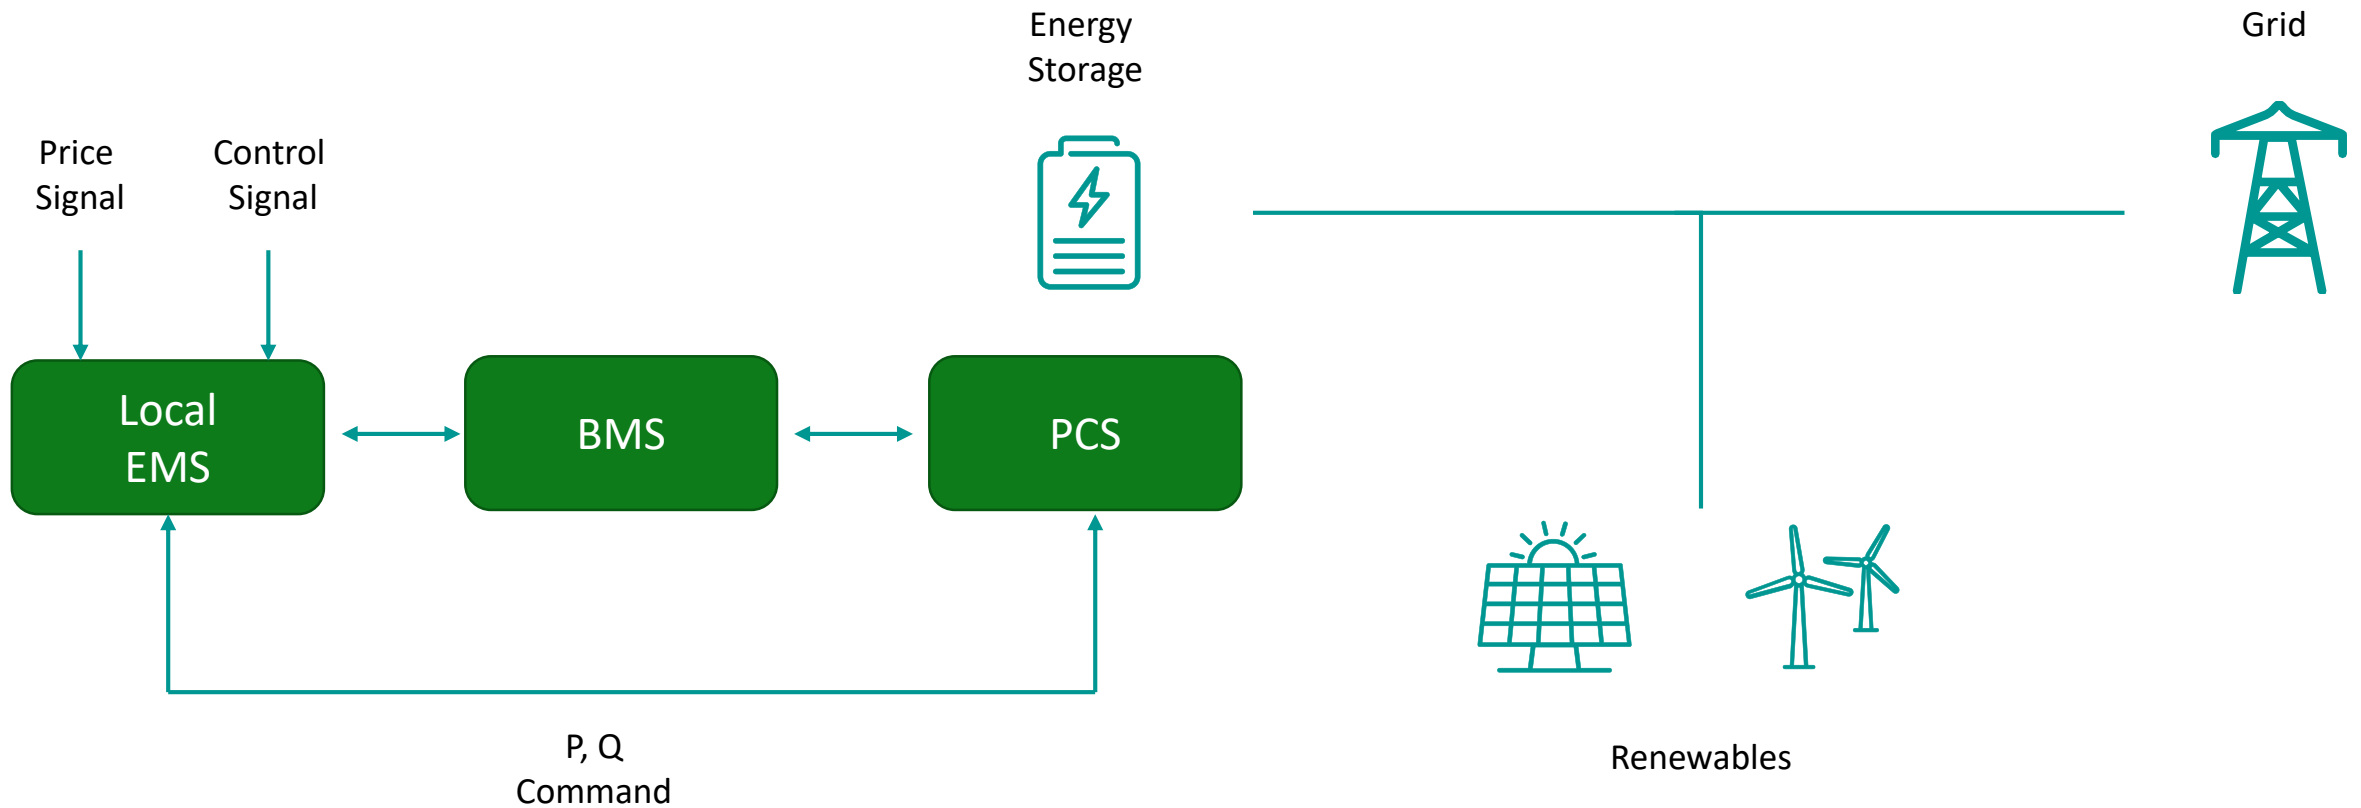 Energy
Storage
Grid
Price
Signal
Control
Signal
Local
EMS
BMS
PCS
P, Q
Command
Renewables